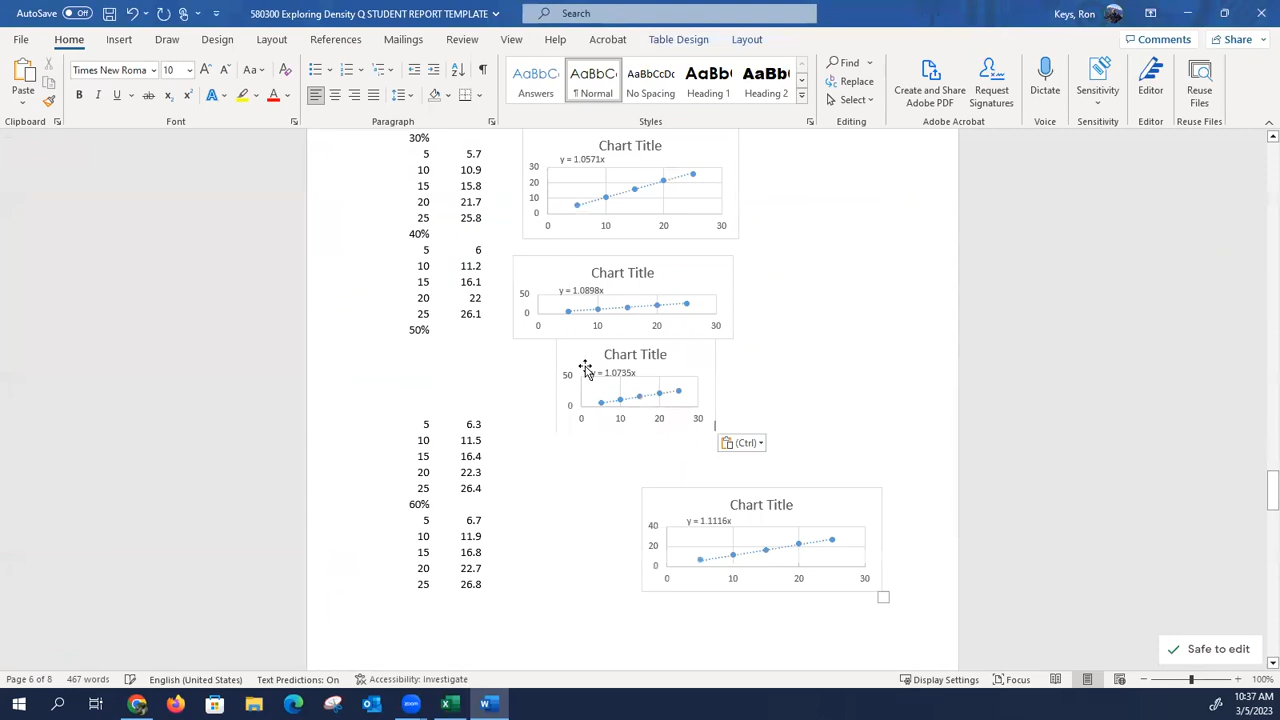 AutoSave Off 580300 Exploring Density Q STUDENT REPORT TEMPLATE Search Keys, Ron
File Home Insert Draw Design Layout References Mailings Review View Help Acrobat Table Design Layout Comments Share
Paste
Clipboard
Times New Roma 10
Font
Paragraph
AaBbC AaBbC AaBbCcDc AaBbC AaBbC
Answers Normal No Spacing Heading 1 Heading 2
Styles
Find
Replace
Select
Editing
Create and Share Adobe PDF
Request Signatures
Adobe Acrobat
Dictate
Voice
Sensitivity
Sensitivity
Editor
Editor
Reuse Files
Reuse Files
30%
5 5.7
10 10.9
15 15.8
20 21.7
25 25.8
40%
5 6
10 11.2
15 16.1
20 22
25 26.1
50%
5 6.3
10 11.5
15 16.4
20 22.3
25 26.4
60%
5 6.7
10 11.9
15 16.8
20 22.7
25 26.8
Chart Title
y = 1.0571x
30
20
10
0
0 10 20 30
Chart Title
y = 1.0898x
50
0
0 10 20 30
Chart Title
y = 1.0735x
50
0
0 10 20 30
(Ctrl)
Chart Title
y = 1.1116x
40
20
0
0 10 20 30
Safe to edit
Page 6 of 8 467 words English (United States) Text Predictions: On Accessibility: Investigate Display Settings Focus 100%
zoom
10:37 AM
3/5/2023